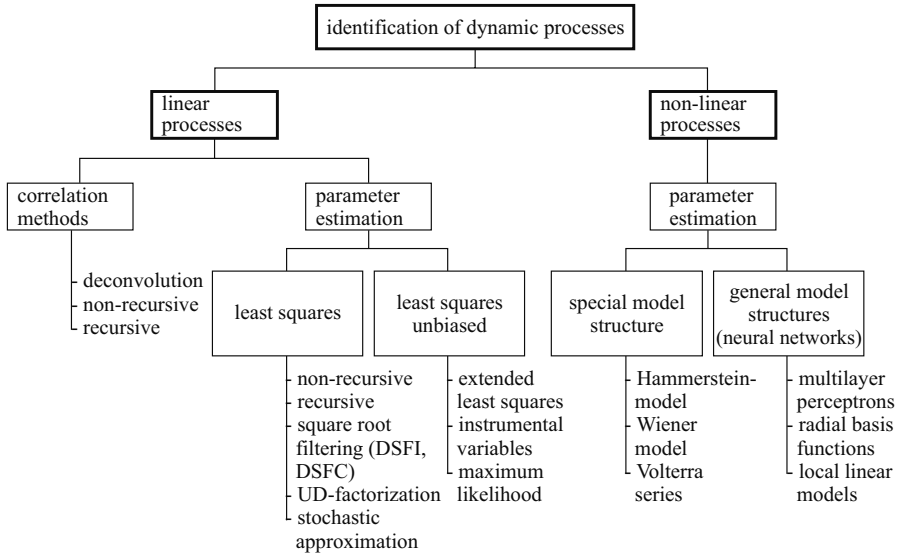 identification of dynamic processes
linear
processes
non-linear
processes
correlation
methods
parameter
estimation
parameter
estimation
- deconvolution
- non-recursive
- recursive
least squares
least squares
unbiased
special model
structure
general model
structures
(neural networks)
- non-recursive
- recursive
- square root
filtering (DSFI,
DSFC)
- UD-factorization
- stochastic
approximation
- extended
least squares
- instrumental
variables
- maximum
likelihood
- Hammerstein-
model
- Wiener
model
- Volterra
series
- multilayer
perceptrons
- radial basis
functions
- local linear
models